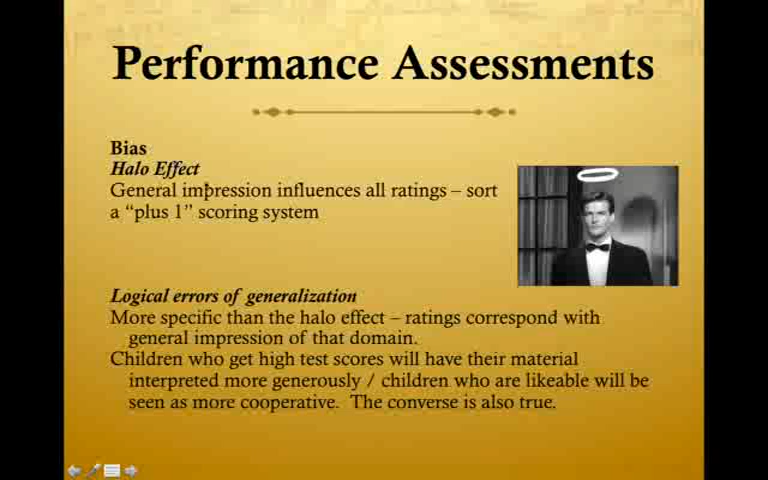 Performance Assessments
Bias
Halo Effect
General impression influences all ratings – sort
a “plus 1” scoring system
Logical errors of generalization
More specific than the halo effect – ratings correspond with
general impression of that domain.
Children who get high test scores will have their material
interpreted more generously / children who are likeable will be
seen as more cooperative.  The converse is also true.